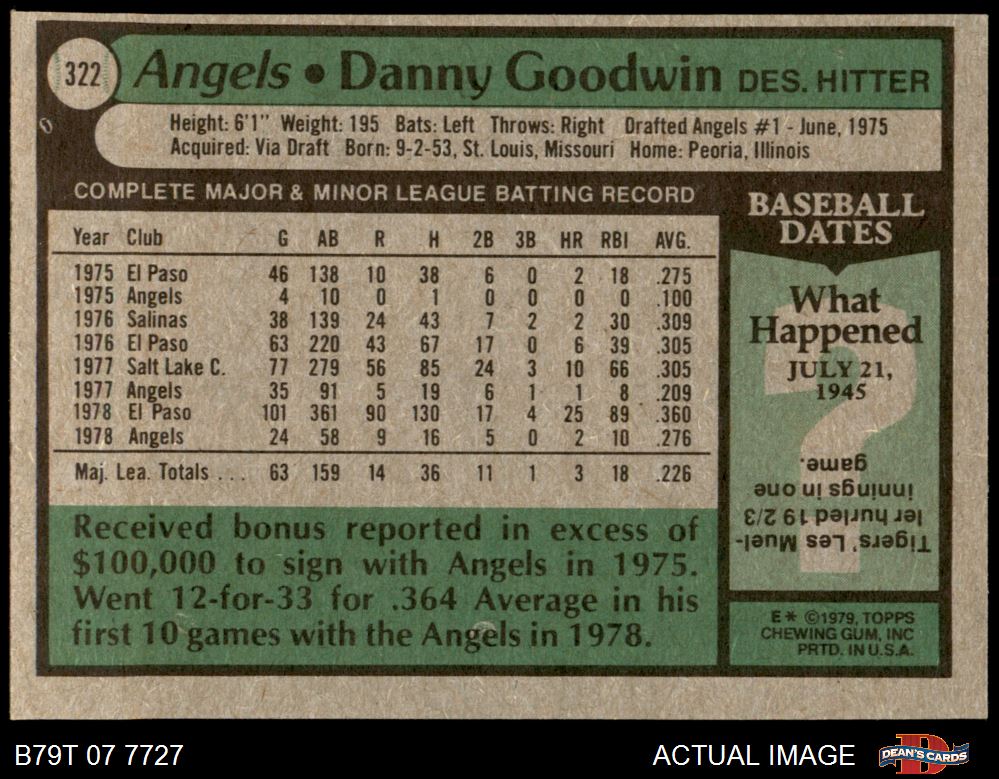 322 Angels • Danny Goodwin DES. HITTER
Height: 6'1" Weight: 195 Bats: Left Throws: Right Drafted Angels #1 - June, 1975
Acquired: Via Draft Born: 9-2-53, St. Louis, Missouri Home: Peoria, Illinois
COMPLETE MAJOR & MINOR LEAGUE BATTING RECORD
Year Club G AB R H 2B 3B HR RBI AVG.
1975 El Paso 46 138 10 38 6 0 2 18 .275
1975 Angels 4 10 0 1 0 0 0 0 .100
1976 Salinas 38 139 24 43 7 2 2 30 .309
1976 El Paso 63 220 43 67 17 0 6 39 .305
1977 Salt Lake C. 77 279 56 85 24 3 10 66 .305
1977 Angels 35 91 5 19 6 1 1 8 .209
1978 El Paso 101 361 90 130 17 4 25 89 .360
1978 Angels 24 58 9 16 5 0 2 10 .276
Maj. Lea. Totals . . . 63 159 14 36 11 1 3 18 .226
Received bonus reported in excess of
$100,000 to sign with Angels in 1975.
Went 12-for-33 for .364 Average in his
first 10 games with the Angels in 1978.
BASEBALL
DATES
What
Happened
JULY 21,
1945
?
Tigers' Les Muel-
ler hurled 19 2/3
innings in one
game.
E* ©1979, TOPPS
CHEWING GUM, INC
PRTD. IN U.S.A.
B79T 07 7727
ACTUAL IMAGE
D
DEAN'S CARDS